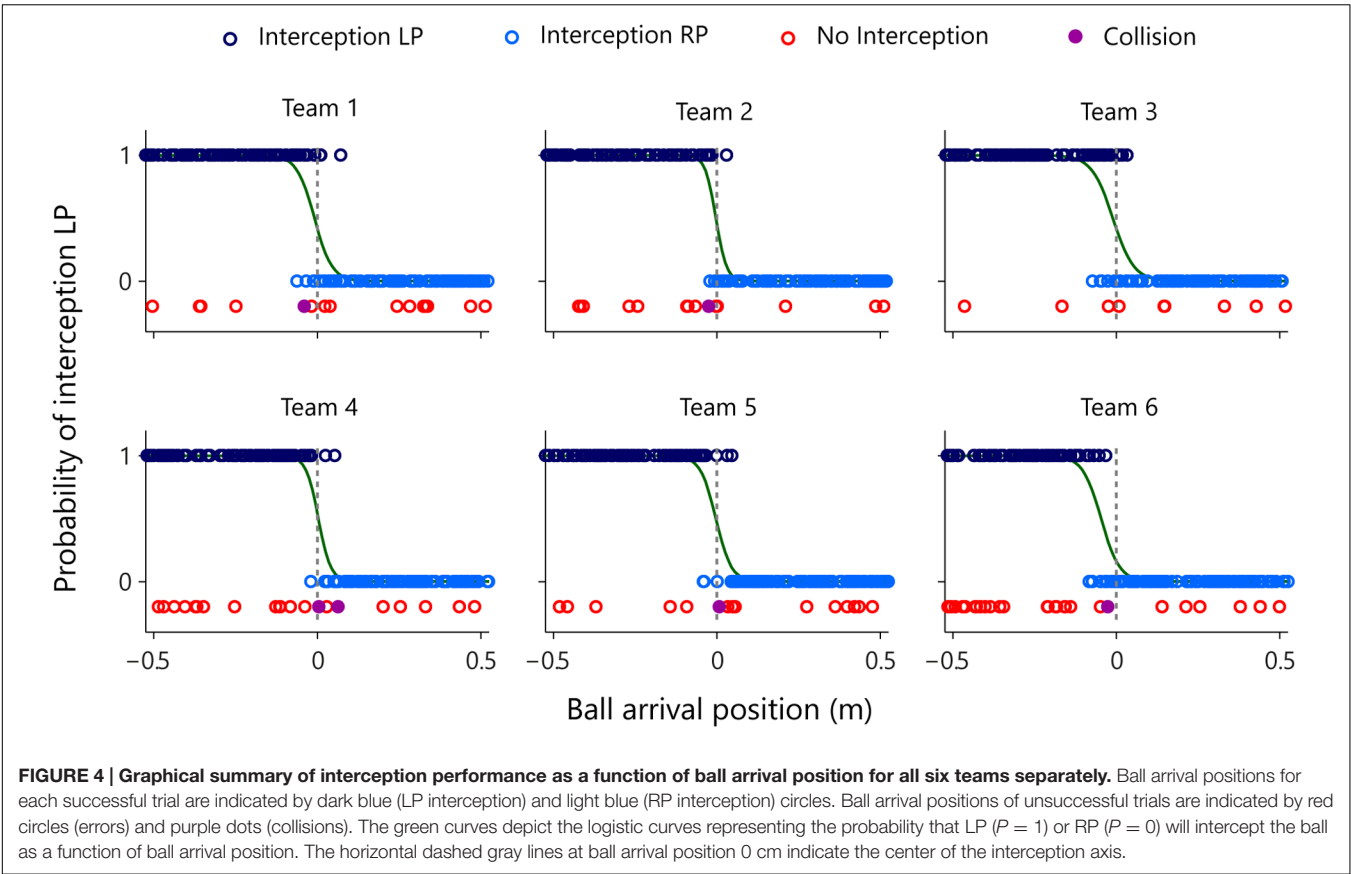 Interception LP Interception RP No Interception Collision
Team 1 Team 2 Team 3
1
0
Team 4 Team 5 Team 6
1
0
−0.5 0 0.5 −0.5 0 0.5 −0.5 0 0.5
Probability of interception LP
Ball arrival position (m)
FIGURE 4 | Graphical summary of interception performance as a function of ball arrival position for all six teams separately. Ball arrival positions for
each successful trial are indicated by dark blue (LP interception) and light blue (RP interception) circles. Ball arrival positions of unsuccessful trials are indicated by red
circles (errors) and purple dots (collisions). The green curves depict the logistic curves representing the probability that LP (P = 1) or RP (P = 0) will intercept the ball
as a function of ball arrival position. The horizontal dashed gray lines at ball arrival position 0 cm indicate the center of the interception axis.